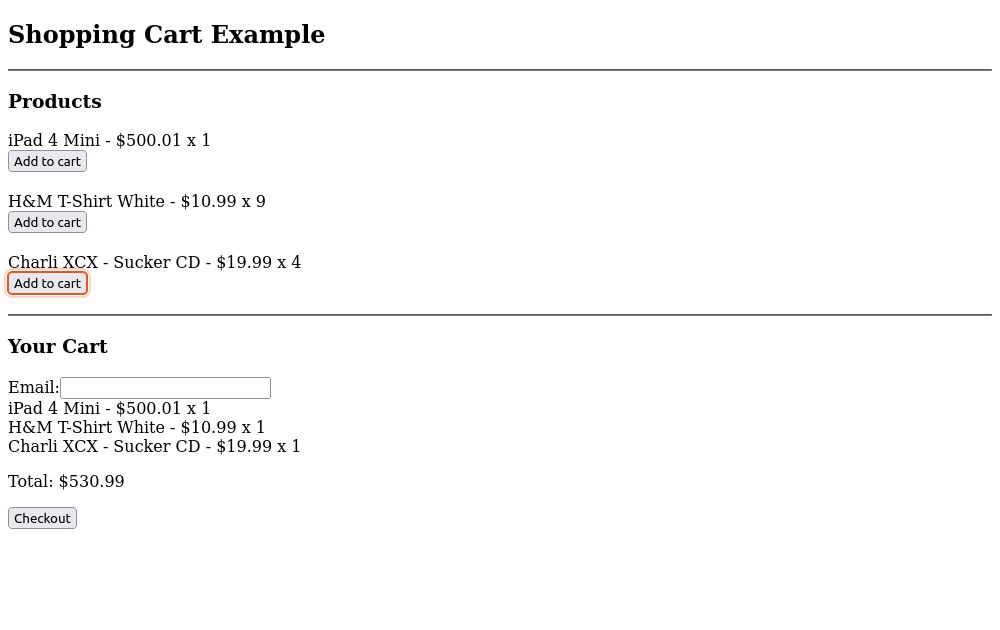 Shopping Cart Example
Products
iPad 4 Mini - $500.01 x 1
Add to cart
H&M T-Shirt White - $10.99 x 9
Add to cart
Charli XCX - Sucker CD - $19.99 x 4
Add to cart
Your Cart
Email:
iPad 4 Mini - $500.01 x 1
H&M T-Shirt White - $10.99 x 1
Charli XCX - Sucker CD - $19.99 x 1
Total: $530.99
Checkout